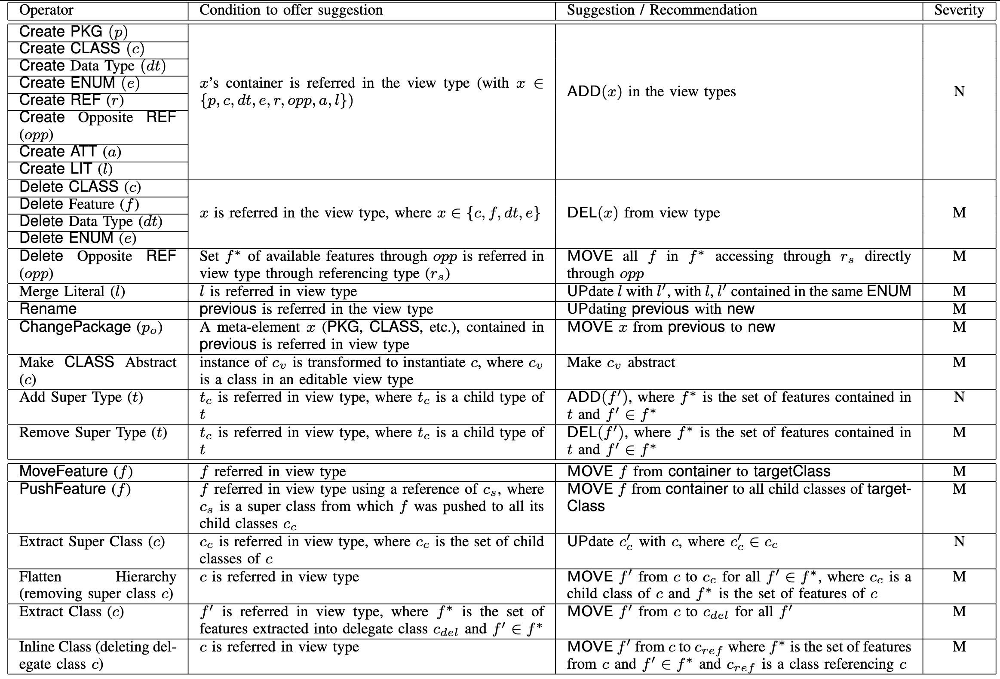 Operator Condition to offer suggestion Suggestion / Recommendation Severity
Create PKG (p)
Create CLASS (c)
Create Data Type (dt)
Create ENUM (e)
Create REF (r)
Create Opposite REF
(opp)
Create ATT (a)
Create LIT (l)
x’s container is referred in the view type (with x ∈
{p, c, dt, e, r, opp, a, l})
ADD(x) in the view types
N
Delete CLASS (c)
Delete Feature (f)
Delete Data Type (dt)
Delete ENUM (e)
x is referred in the view type, where x ∈ {c, f, dt, e}
DEL(x) from view type
M
Delete Opposite REF
(opp)
Set f* of available features through opp is referred in
view type through referencing type (r_s)
MOVE all f in f* accessing through r_s directly
through opp
M
Merge Literal (l)
l is referred in view type
UPdate l with l′, with l, l′ contained in the same ENUM
M
Rename
previous is referred in the view type
UPdating previous with new
M
ChangePackage (p_o)
A meta-element x (PKG, CLASS, etc.), contained in
previous is referred in view type
MOVE x from previous to new
M
Make CLASS Abstract
(c)
instance of c_v is transformed to instantiate c, where c_v
is a class in an editable view type
Make c_v abstract
M
Add Super Type (t)
t_c is referred in view type, where t_c is a child type of
t
ADD(f′), where f* is the set of features contained in
t and f′ ∈ f*
N
Remove Super Type (t)
t_c is referred in view type, where t_c is a child type of
t
DEL(f′), where f* is the set of features contained in
t and f′ ∈ f*
M
MoveFeature (f)
f referred in view type
MOVE f from container to targetClass
M
PushFeature (f)
f referred in view type using a reference of c_s, where
c_s is a super class from which f was pushed to all its
child classes c_c
MOVE f from container to all child classes of target-
Class
M
Extract Super Class (c)
c_c is referred in view type, where c_c is the set of child
classes of c
UPdate c′_c with c, where c′_c ∈ c_c
N
Flatten Hierarchy
(removing super class c)
c is referred in view type
MOVE f′ from c to c_c for all f′ ∈ f*, where c_c is a
child class of c and f* is the set of features of c
M
Extract Class (c)
f′ is referred in view type, where f* is the set of
features extracted into delegate class c_del and f′ ∈ f*
MOVE f′ from c to c_del for all f′
M
Inline Class (deleting del-
egate class c)
c is referred in view type
MOVE f′ from c to c_ref where f* is the set of features
from c and f′ ∈ f* and c_ref is a class referencing c
M